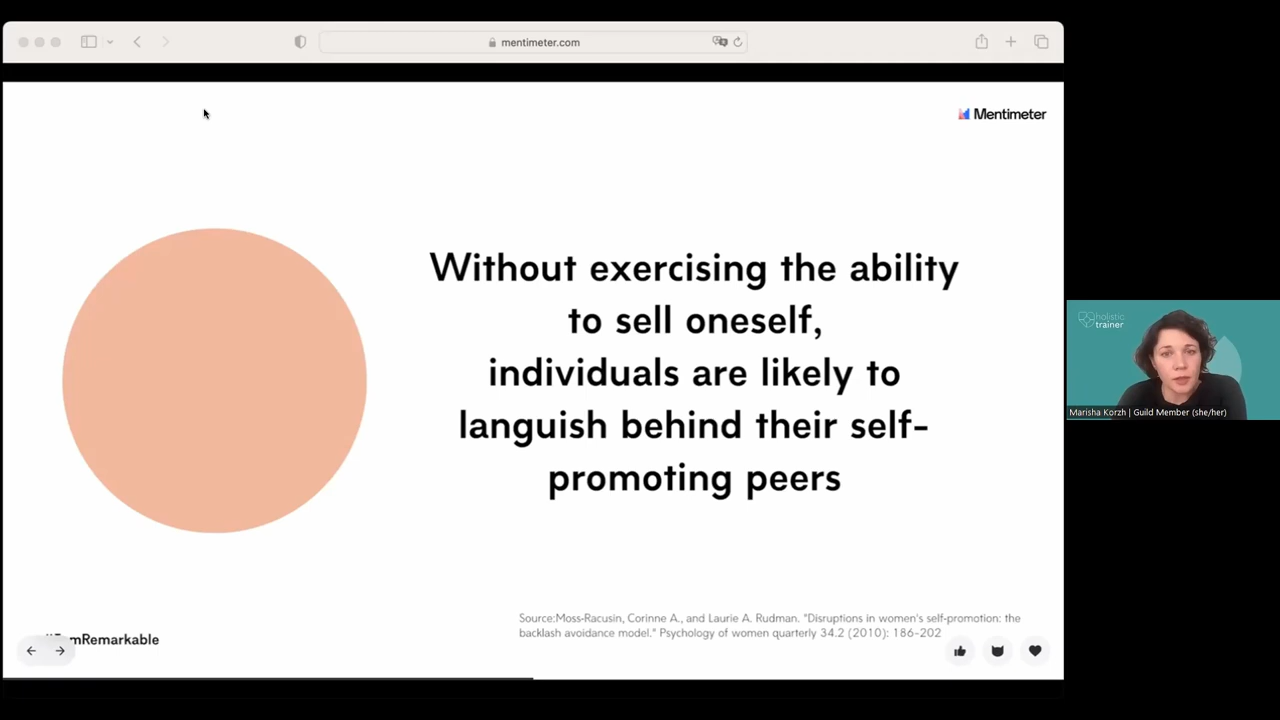 mentimeter.com
Mentimeter
Without exercising the ability
to sell oneself,
individuals are likely to
languish behind their self-
promoting peers
Source:Moss-Racusin, Corinne A., and Laurie A. Rudman. "Disruptions in women's self-promotion: the
backlash avoidance model." Psychology of women quarterly 34.2 (2010): 186-202
mRemarkable
holistic
trainer
Marisha Korzh | Guild Member (she/her)